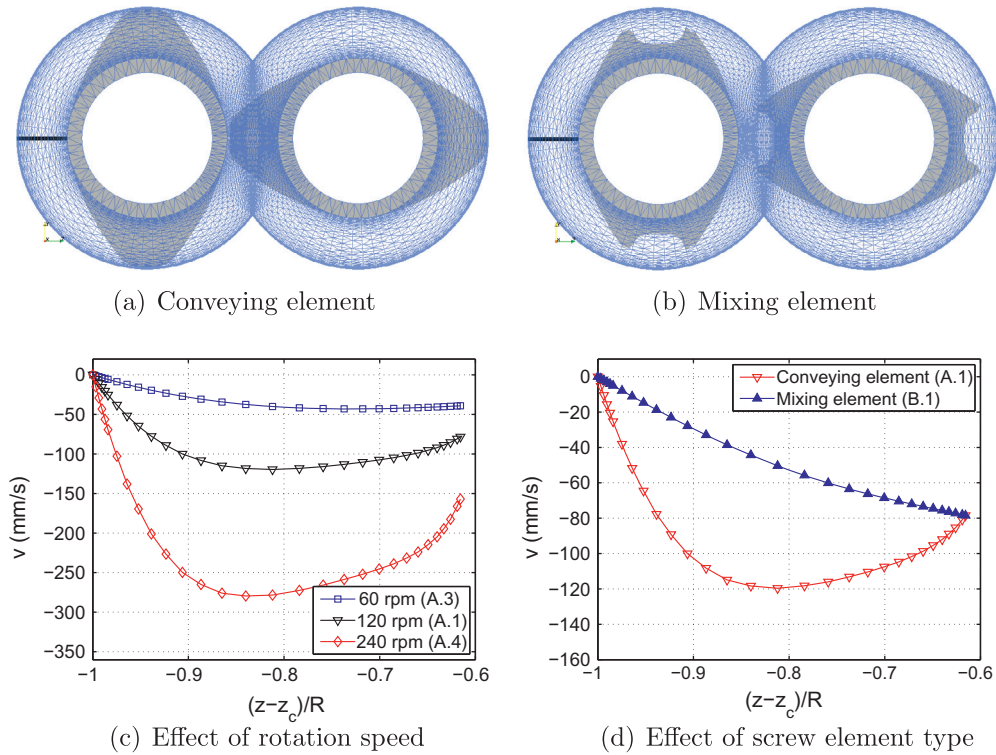 (a) Conveying element
(b) Mixing element
0
−50
−100
−150
−200
−250
−300
−350
v (mm/s)
60 rpm (A.3)
120 rpm (A.1)
240 rpm (A.4)
−1
−0.9
−0.8
−0.7
−0.6
(z−z_c)/R
(c) Effect of rotation speed
0
−20
−40
−60
−80
−100
−120
−140
−160
v (mm/s)
Conveying element (A.1)
Mixing element (B.1)
−1
−0.9
−0.8
−0.7
−0.6
(z−z_c)/R
(d) Effect of screw element type